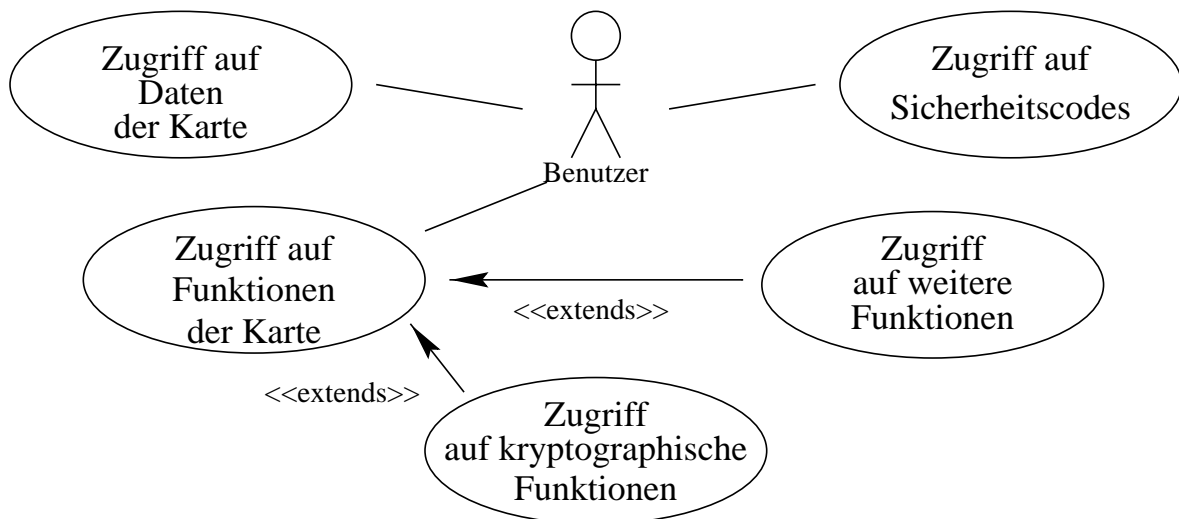 Zugriff auf
Daten
der Karte
Zugriff auf
Sicherheitscodes
Benutzer
Zugriff auf
Funktionen
der Karte
<<extends>>
Zugriff
auf weitere
Funktionen
<<extends>>
Zugriff
auf kryptographische
Funktionen